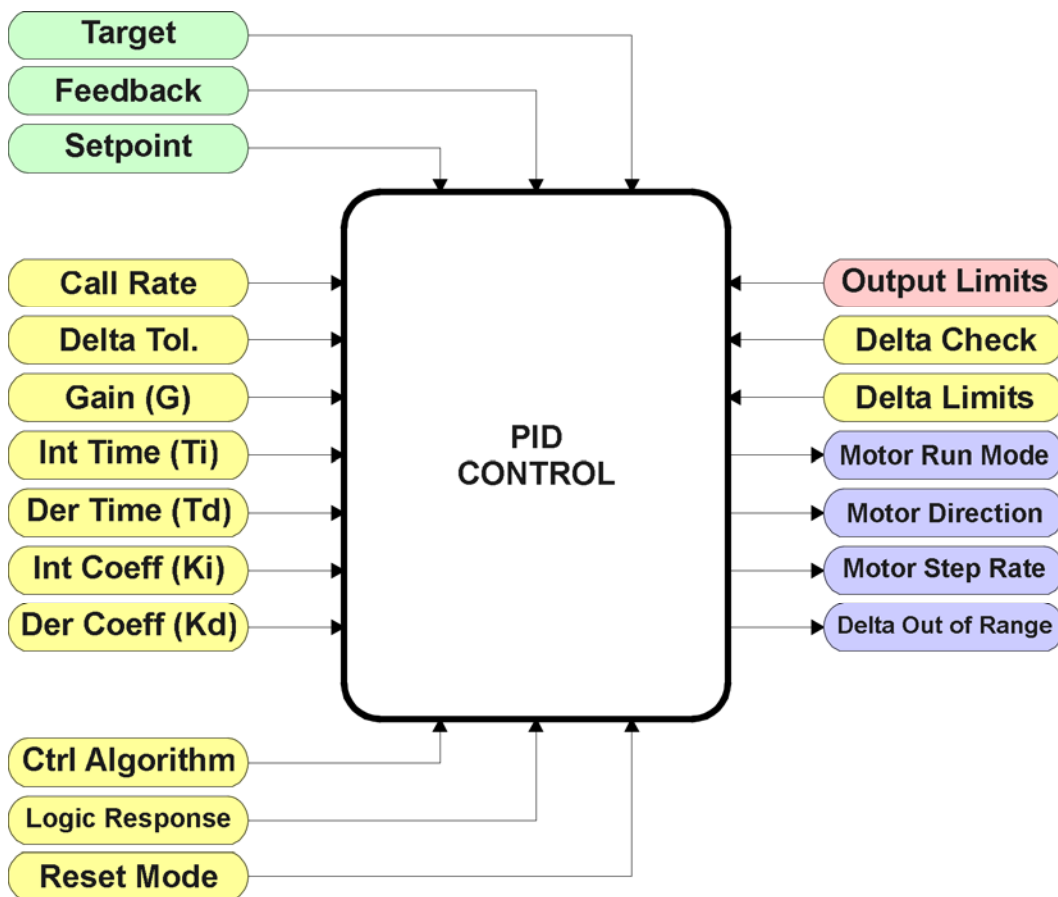 Target
Feedback
Setpoint
Call Rate
Delta Tol.
Gain (G)
Int Time (Ti)
Der Time (Td)
Int Coeff (Ki)
Der Coeff (Kd)
PID
CONTROL
Output Limits
Delta Check
Delta Limits
Motor Run Mode
Motor Direction
Motor Step Rate
Delta Out of Range
Ctrl Algorithm
Logic Response
Reset Mode